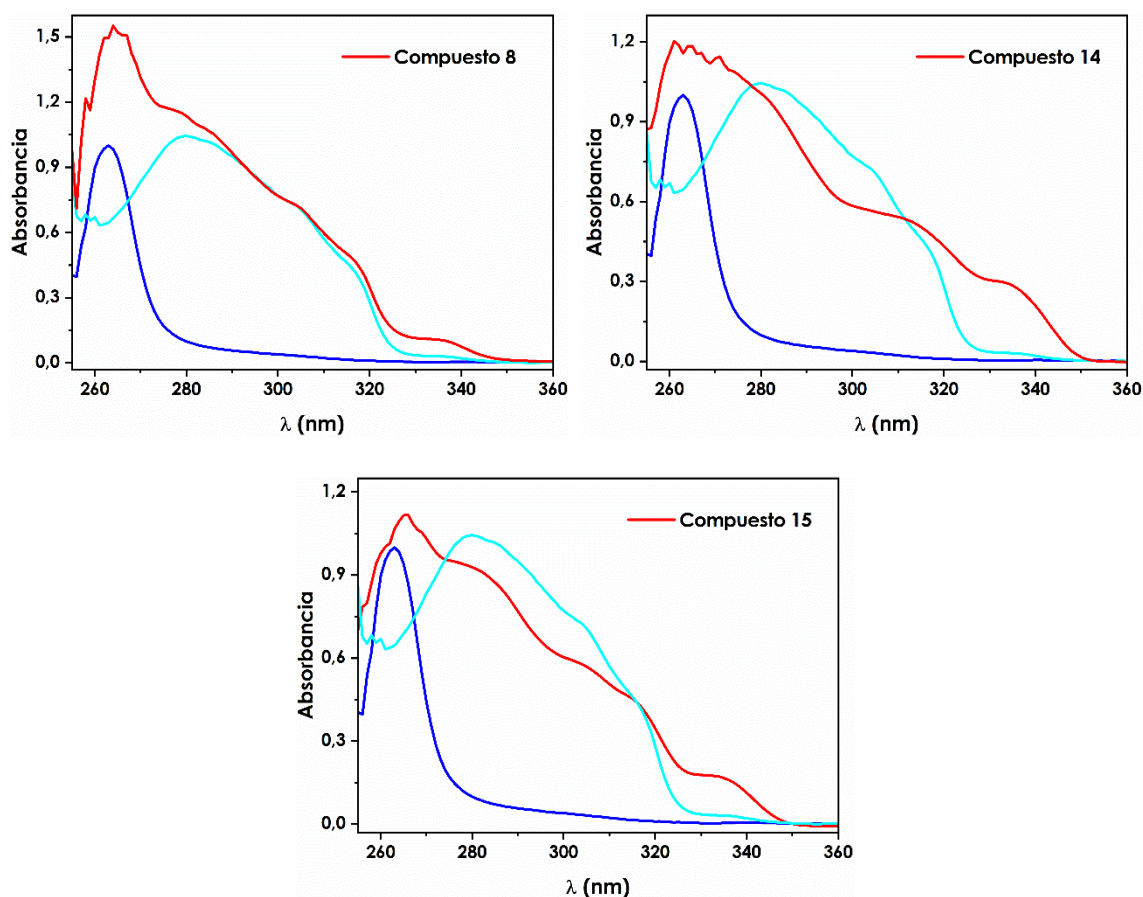 Compuesto 8
Absorbancia
1,5
1,2
0,9
0,6
0,3
0,0
260 280 300 320 340 360
λ (nm)
Compuesto 14
Absorbancia
1,2
0,9
0,6
0,3
0,0
260 280 300 320 340 360
λ (nm)
Compuesto 15
Absorbancia
1,2
0,9
0,6
0,3
0,0
260 280 300 320 340 360
λ (nm)